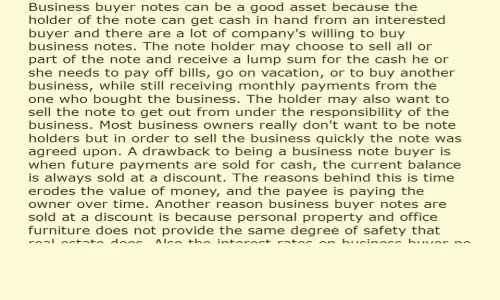 Business buyer notes can be a good asset because the
holder of the note can get cash in hand from an interested
buyer and there are a lot of company's willing to buy
business notes. The note holder may choose to sell all or
part of the note and receive a lump sum for the cash he or
she needs to pay off bills, go on vacation, or to buy another
business, while still receiving monthly payments from the
one who bought the business. The holder may also want to
sell the note to get out from under the responsibility of the
business. Most business owners really don't want to be note
holders but in order to sell the business quickly the note was
agreed upon. A drawback to being a business note buyer is
when future payments are sold for cash, the current balance
is always sold at a discount. The reasons behind this is time
erodes the value of money, and the payee is paying the
owner over time. Another reason business buyer notes are
sold at a discount is because personal property and office
furniture does not provide the same degree of safety that
real estate does. Also the interest rates on business buyer no